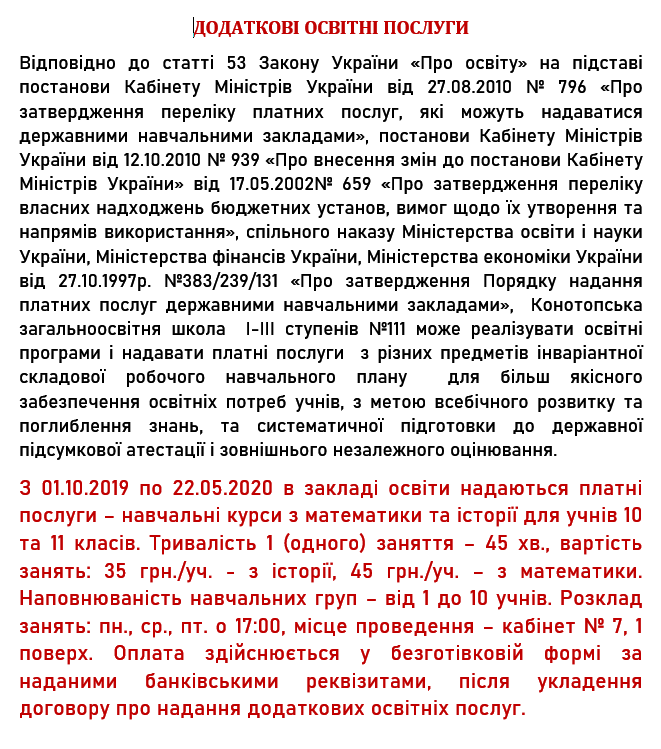 ДОДАТКОВІ ОСВІТНІ ПОСЛУГИ
Відповідно до статті 53 Закону України «Про освіту» на підставі
постанови Кабінету Міністрів України від 27.08.2010 № 796 «Про
затвердження переліку платних послуг, які можуть надаватися
державними навчальними закладами», постанови Кабінету Міністрів
України від 12.10.2010 № 939 «Про внесення змін до постанови Кабінету
Міністрів України» від 17.05.2002№ 659 «Про затвердження переліку
власних надходжень бюджетних установ, вимог щодо їх утворення та
напрямів використання», спільного наказу Міністерства освіти і науки
України, Міністерства фінансів України, Міністерства економіки України
від 27.10.1997р. №383/239/131 «Про затвердження Порядку надання
платних послуг державними навчальними закладами», Конотопська
загальноосвітня школа І-ІІІ ступенів №111 може реалізувати освітні
програми і надавати платні послуги з різних предметів інваріантної
складової робочого навчального плану для більш якісного
забезпечення освітніх потреб учнів, з метою всебічного розвитку та
поглиблення знань, та систематичної підготовки до державної
підсумкової атестації і зовнішнього незалежного оцінювання.
З 01.10.2019 по 22.05.2020 в закладі освіти надаються платні
послуги – навчальні курси з математики та історії для учнів 10
та 11 класів. Тривалість 1 (одного) заняття – 45 хв., вартість
занять: 35 грн./уч. - з історії, 45 грн./уч. – з математики.
Наповнюваність навчальних груп – від 1 до 10 учнів. Розклад
занять: пн., ср., пт. о 17:00, місце проведення – кабінет № 7, 1
поверх. Оплата здійснюється у безготівковій формі за
наданими банківськими реквізитами, після укладення
договору про надання додаткових освітніх послуг.